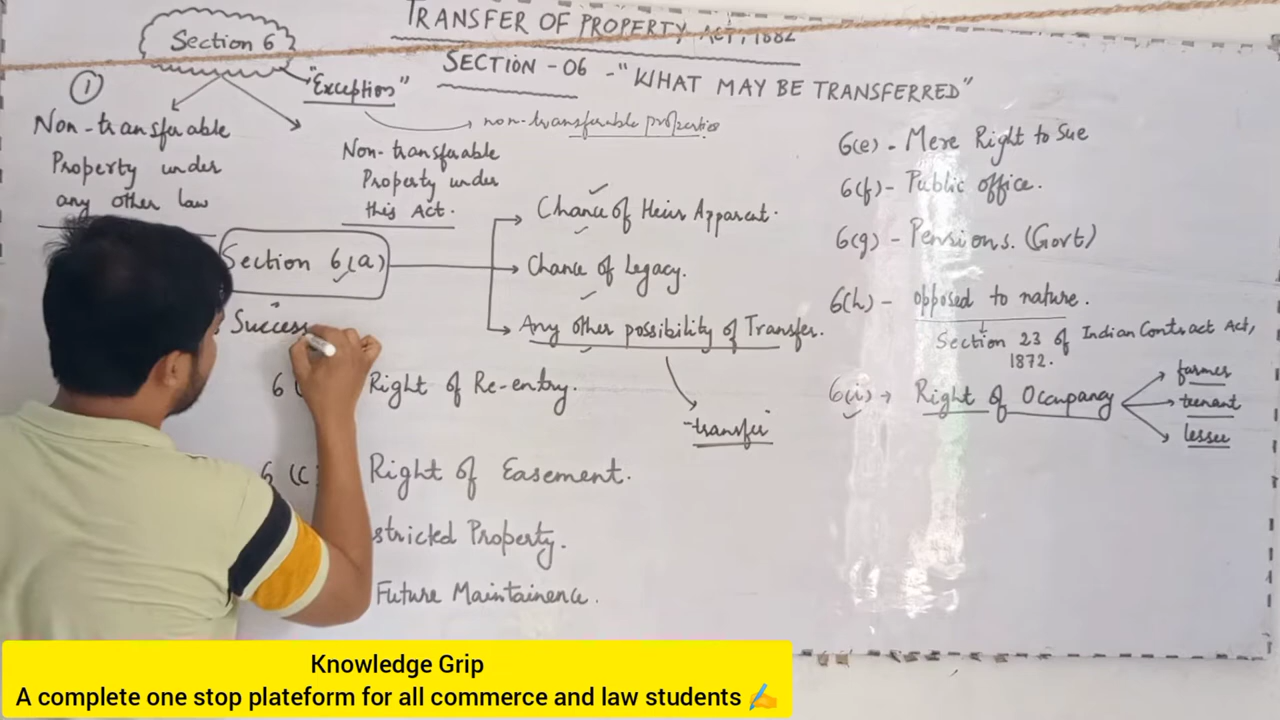 TRANSFER OF PROPERTY ACT, 1882
SECTION - 06 - "WHAT MAY BE TRANSFERRED"
Section 6
"Exception"
non-transferable properties
①
Non-transferable
Property under
any other law
Non-transferable
Property under
this Act.
Section 6(a)
Success
Chance of Heir Apparent.
Chance of Legacy.
Any other possibility of Transfer.
-transfer
6 (
Right of Re-entry.
6 (c)
Right of Easement.
stricted Property.
Future Maintainence.
6(e) - Mere Right to Sue
6(f) - Public office.
6(g) - Pensions. (Govt)
6(h) - opposed to nature.
Section 23 of Indian Contract Act,
1872.
6(i) → Right of Occupancy
farmer
tenant
lessee
Knowledge Grip
A complete one stop plateform for all commerce and law students ✍️